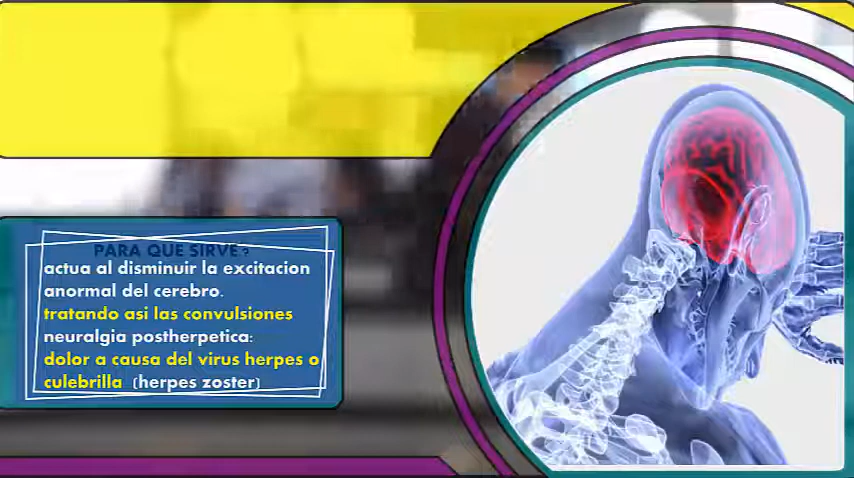 PARA QUE SIRVE?
actua al disminuir la excitacion
anormal del cerebro.
tratando asi las convulsiones
neuralgia postherpetica:
dolor a causa del virus herpes o
culebrilla (herpes zoster)